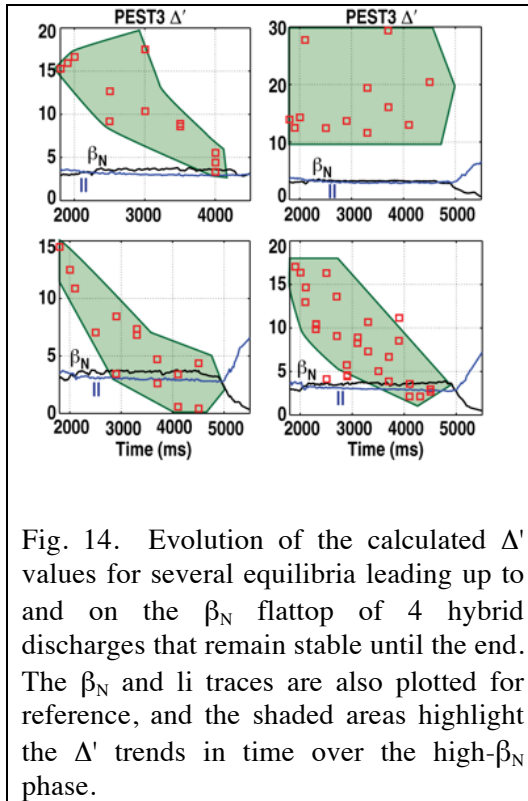 PEST3 Δ′ PEST3 Δ′
20
15
10
5
0
βN
li
2000 3000 4000
30
25
20
15
10
5
0
βN
li
2000 3000 4000 5000
15
10
5
0
βN
li
2000 3000 4000 5000
Time (ms)
20
15
10
5
0
βN
li
2000 3000 4000 5000
Time (ms)
Fig. 14. Evolution of the calculated Δ'
values for several equilibria leading up to
and on the βN flattop of 4 hybrid
discharges that remain stable until the end.
The βN and li traces are also plotted for
reference, and the shaded areas highlight
the Δ' trends in time over the high-βN
phase.